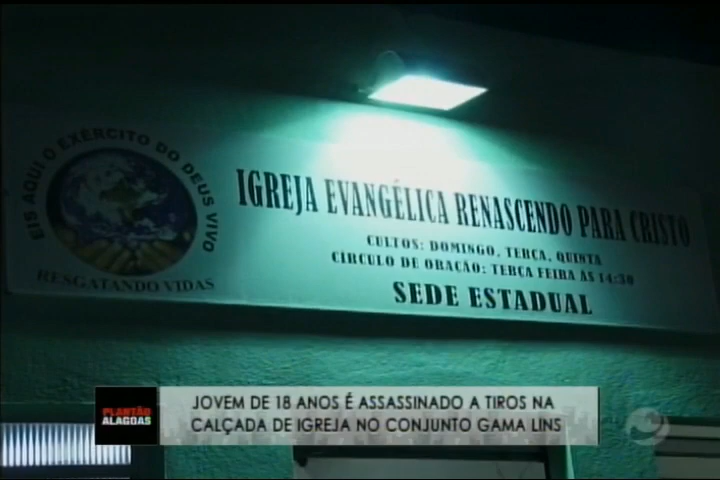 EIS AQUI O EXÈRCITO DO DEUS VIVO
RESGATANDO VIDAS
IGREJA EVANGÉLICA RENASCENDO PARA CRISTO
CULTOS: DOMINGO, TERÇA, QUINTA
CÍRCULO DE ORAÇÃO: TERÇA FEIRA ÀS 14:30
SEDE ESTADUAL
PLANTÃO
ALAGOAS
JOVEM DE 18 ANOS É ASSASSINADO A TIROS NA
CALÇADA DE IGREJA NO CONJUNTO GAMA LINS